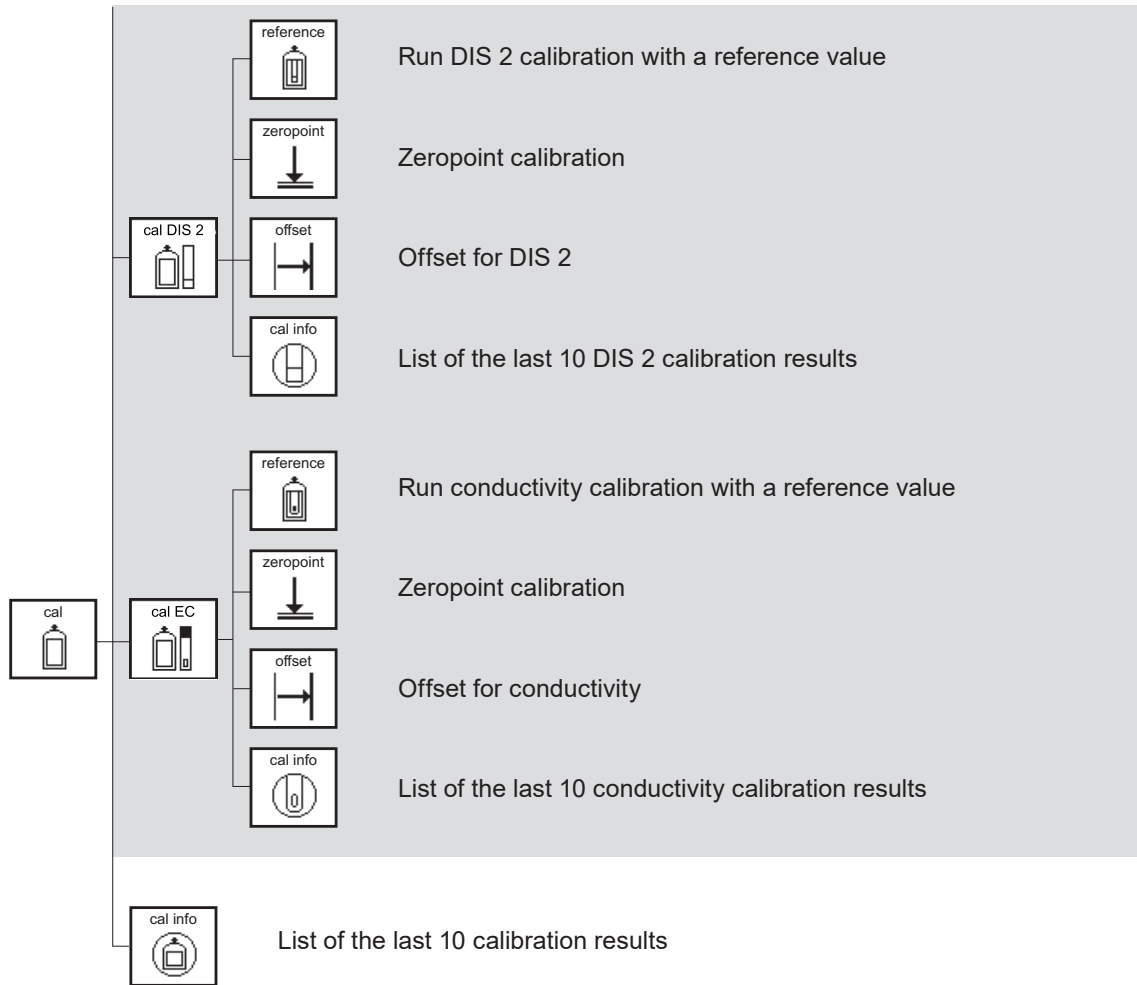 reference
Run DIS 2 calibration with a reference value
zeropoint
Zeropoint calibration
cal DIS 2
offset
Offset for DIS 2
cal info
List of the last 10 DIS 2 calibration results
reference
Run conductivity calibration with a reference value
zeropoint
Zeropoint calibration
cal
cal EC
offset
Offset for conductivity
cal info
List of the last 10 conductivity calibration results
cal info
List of the last 10 calibration results